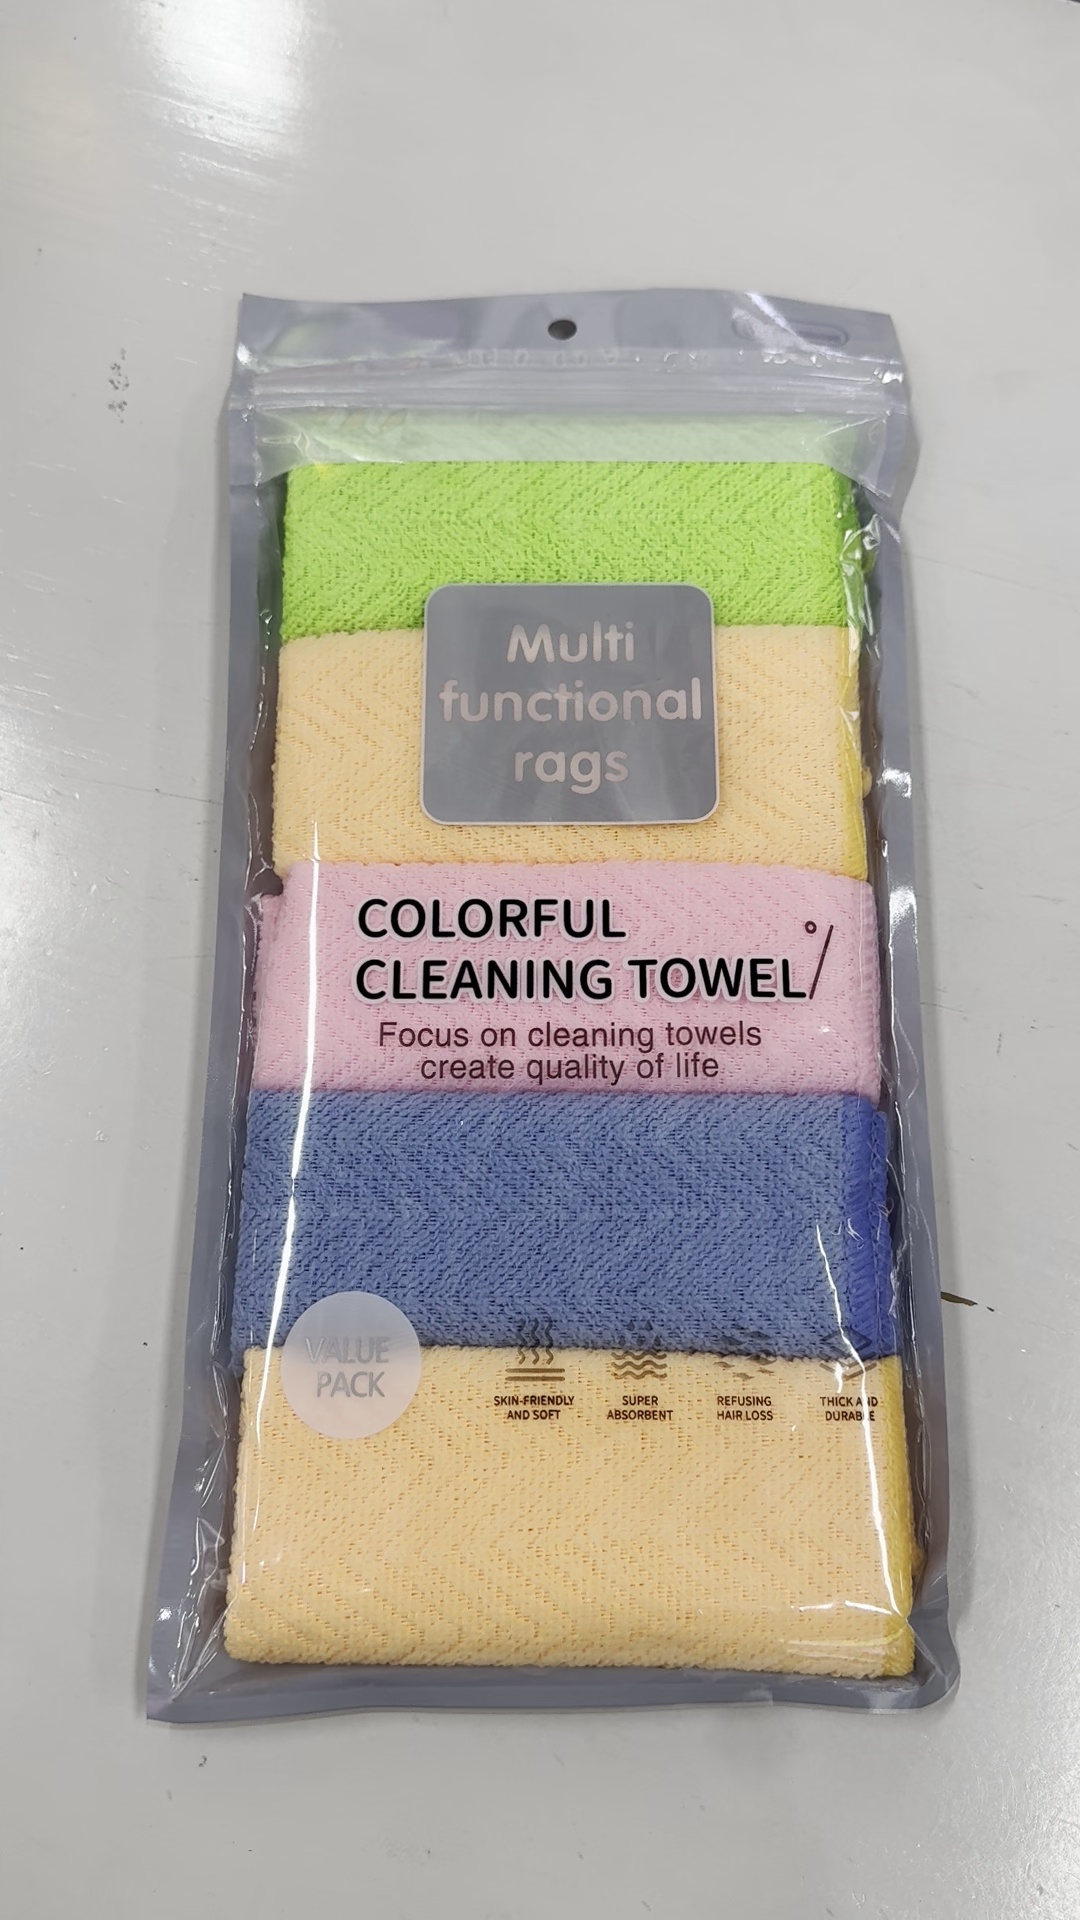 Multi
functional
rags
COLORFUL
CLEANING TOWEL
Focus on cleaning towels
create quality of life
VALUE
PACK
SKIN-FRIENDLY
AND SOFT
SUPER
ABSORBENT
REFUSING
HAIR LOSS
THICK AND
DURABLE